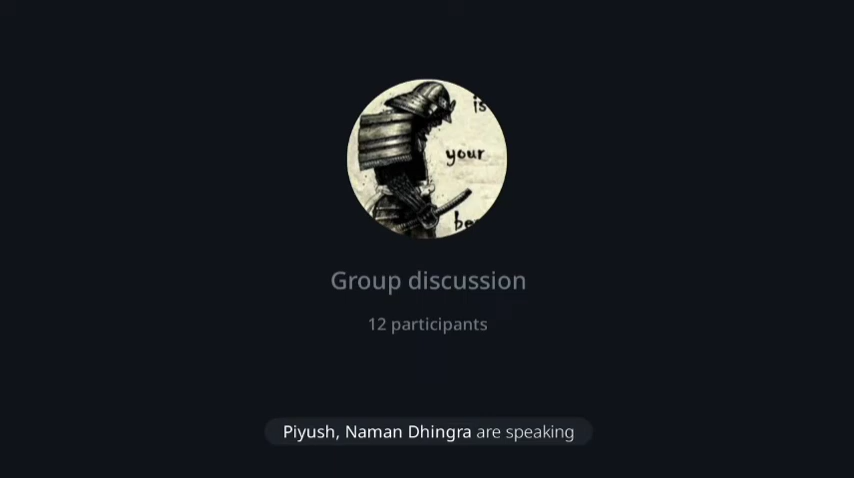 is
your
Group discussion
12 participants
Piyush, Naman Dhingra are speaking